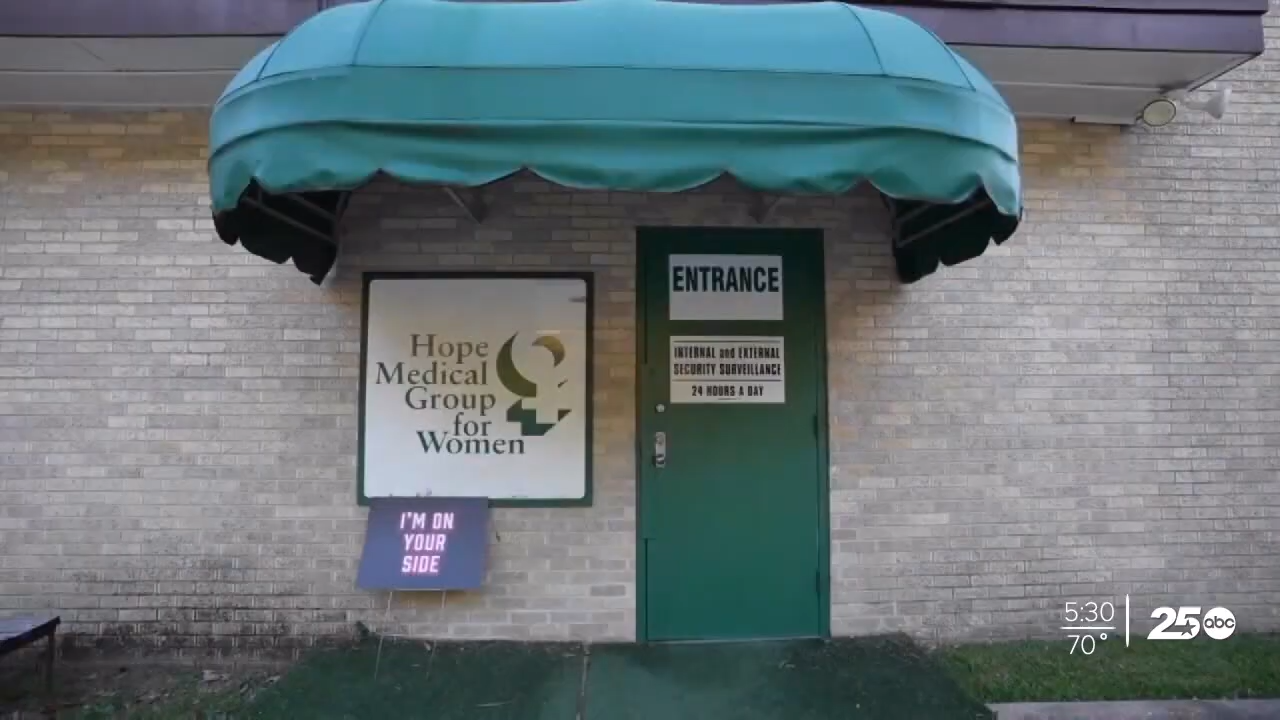 Hope
Medical
Group
for
Women
ENTRANCE
INTERNAL and EXTERNAL
SECURITY SURVEILLANCE
24 HOURS A DAY
I'M ON
YOUR
SIDE
5:30
70°
25 abc